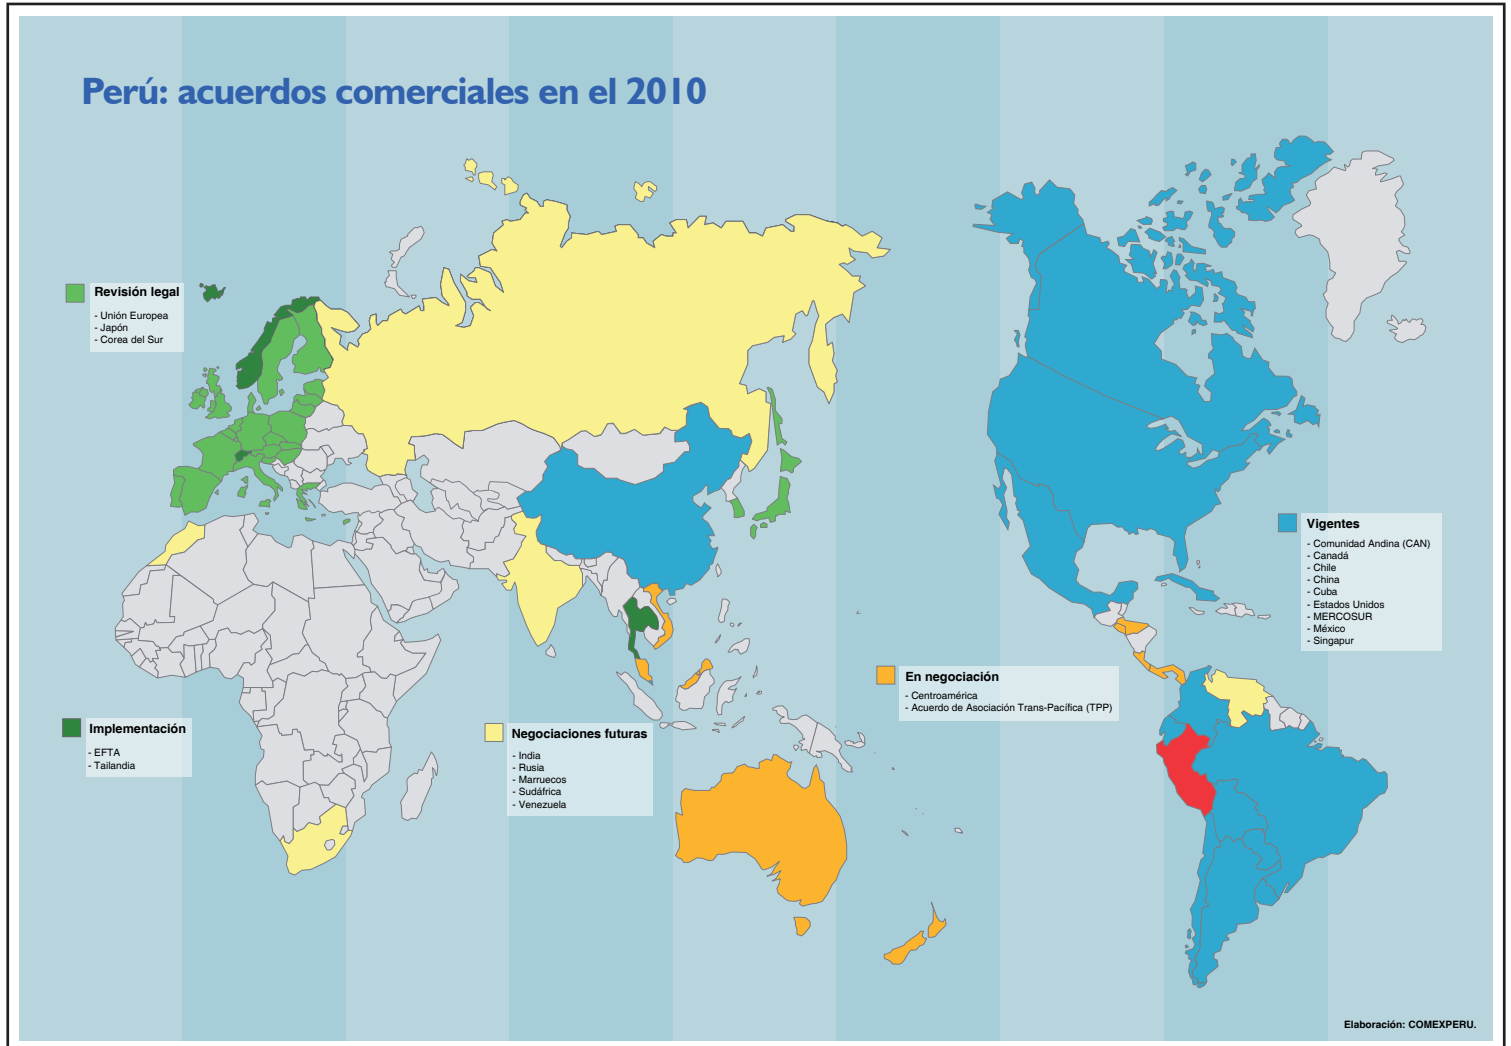 Perú: acuerdos comerciales en el 2010
Revisión legal
- Unión Europea
- Japón
- Corea del Sur
Vigentes
- Comunidad Andina (CAN)
- Canadá
- Chile
- China
- Cuba
- Estados Unidos
- MERCOSUR
- México
- Singapur
En negociación
- Centroamérica
- Acuerdo de Asociación Trans-Pacífica (TPP)
Implementación
- EFTA
- Tailandia
Negociaciones futuras
- India
- Rusia
- Marruecos
- Sudáfrica
- Venezuela
Elaboración: COMEXPERU.